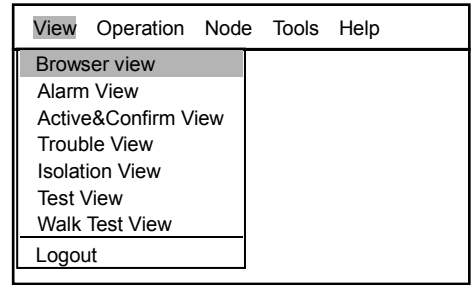 View Operation Node Tools Help
Browser view
Alarm View
Active&Confirm View
Trouble View
Isolation View
Test View
Walk Test View
Logout